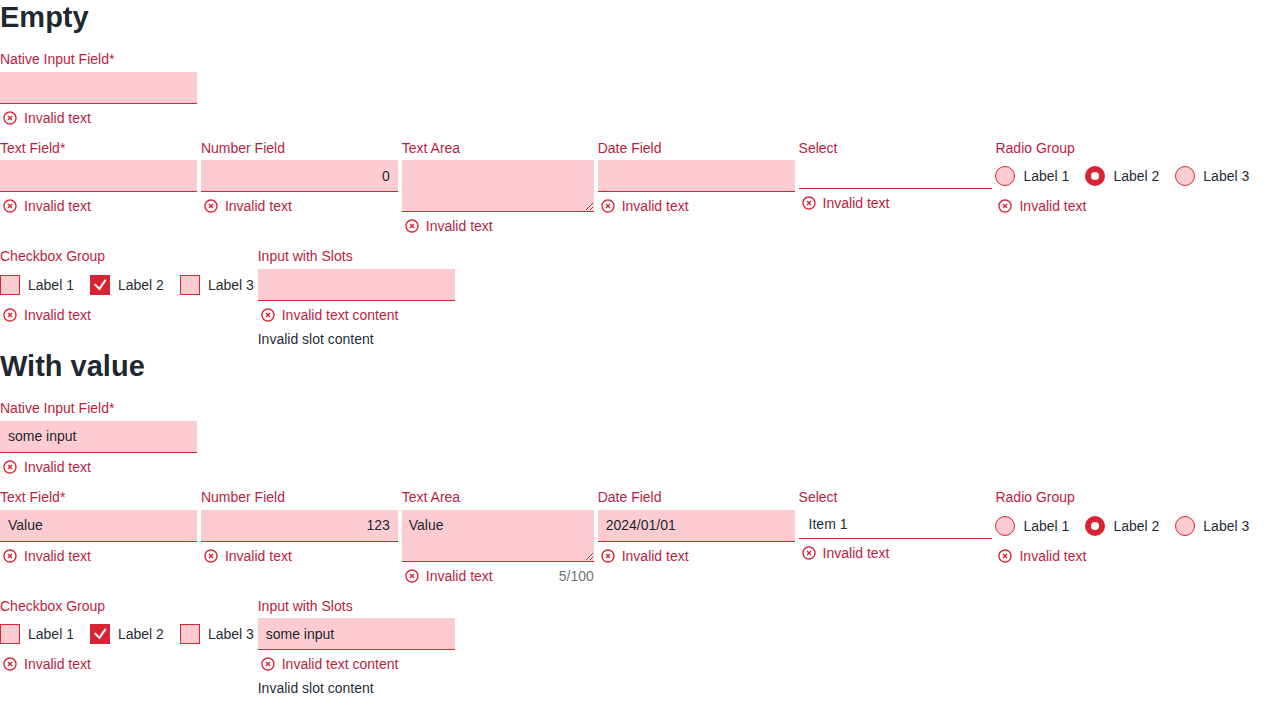 Empty
Native Input Field*
Invalid text
Text Field* Number Field Text Area Date Field Select Radio Group
0 Label 1 Label 2 Label 3
Invalid text Invalid text Invalid text Invalid text Invalid text Invalid text
Checkbox Group Input with Slots
Label 1 Label 2 Label 3
Invalid text Invalid text content
Invalid slot content
With value
Native Input Field*
some input
Invalid text
Text Field* Number Field Text Area Date Field Select Radio Group
Value 123 Value 2024/01/01 Item 1 Label 1 Label 2 Label 3
Invalid text Invalid text Invalid text 5/100 Invalid text Invalid text Invalid text
Checkbox Group Input with Slots
Label 1 Label 2 Label 3 some input
Invalid text Invalid text content
Invalid slot content